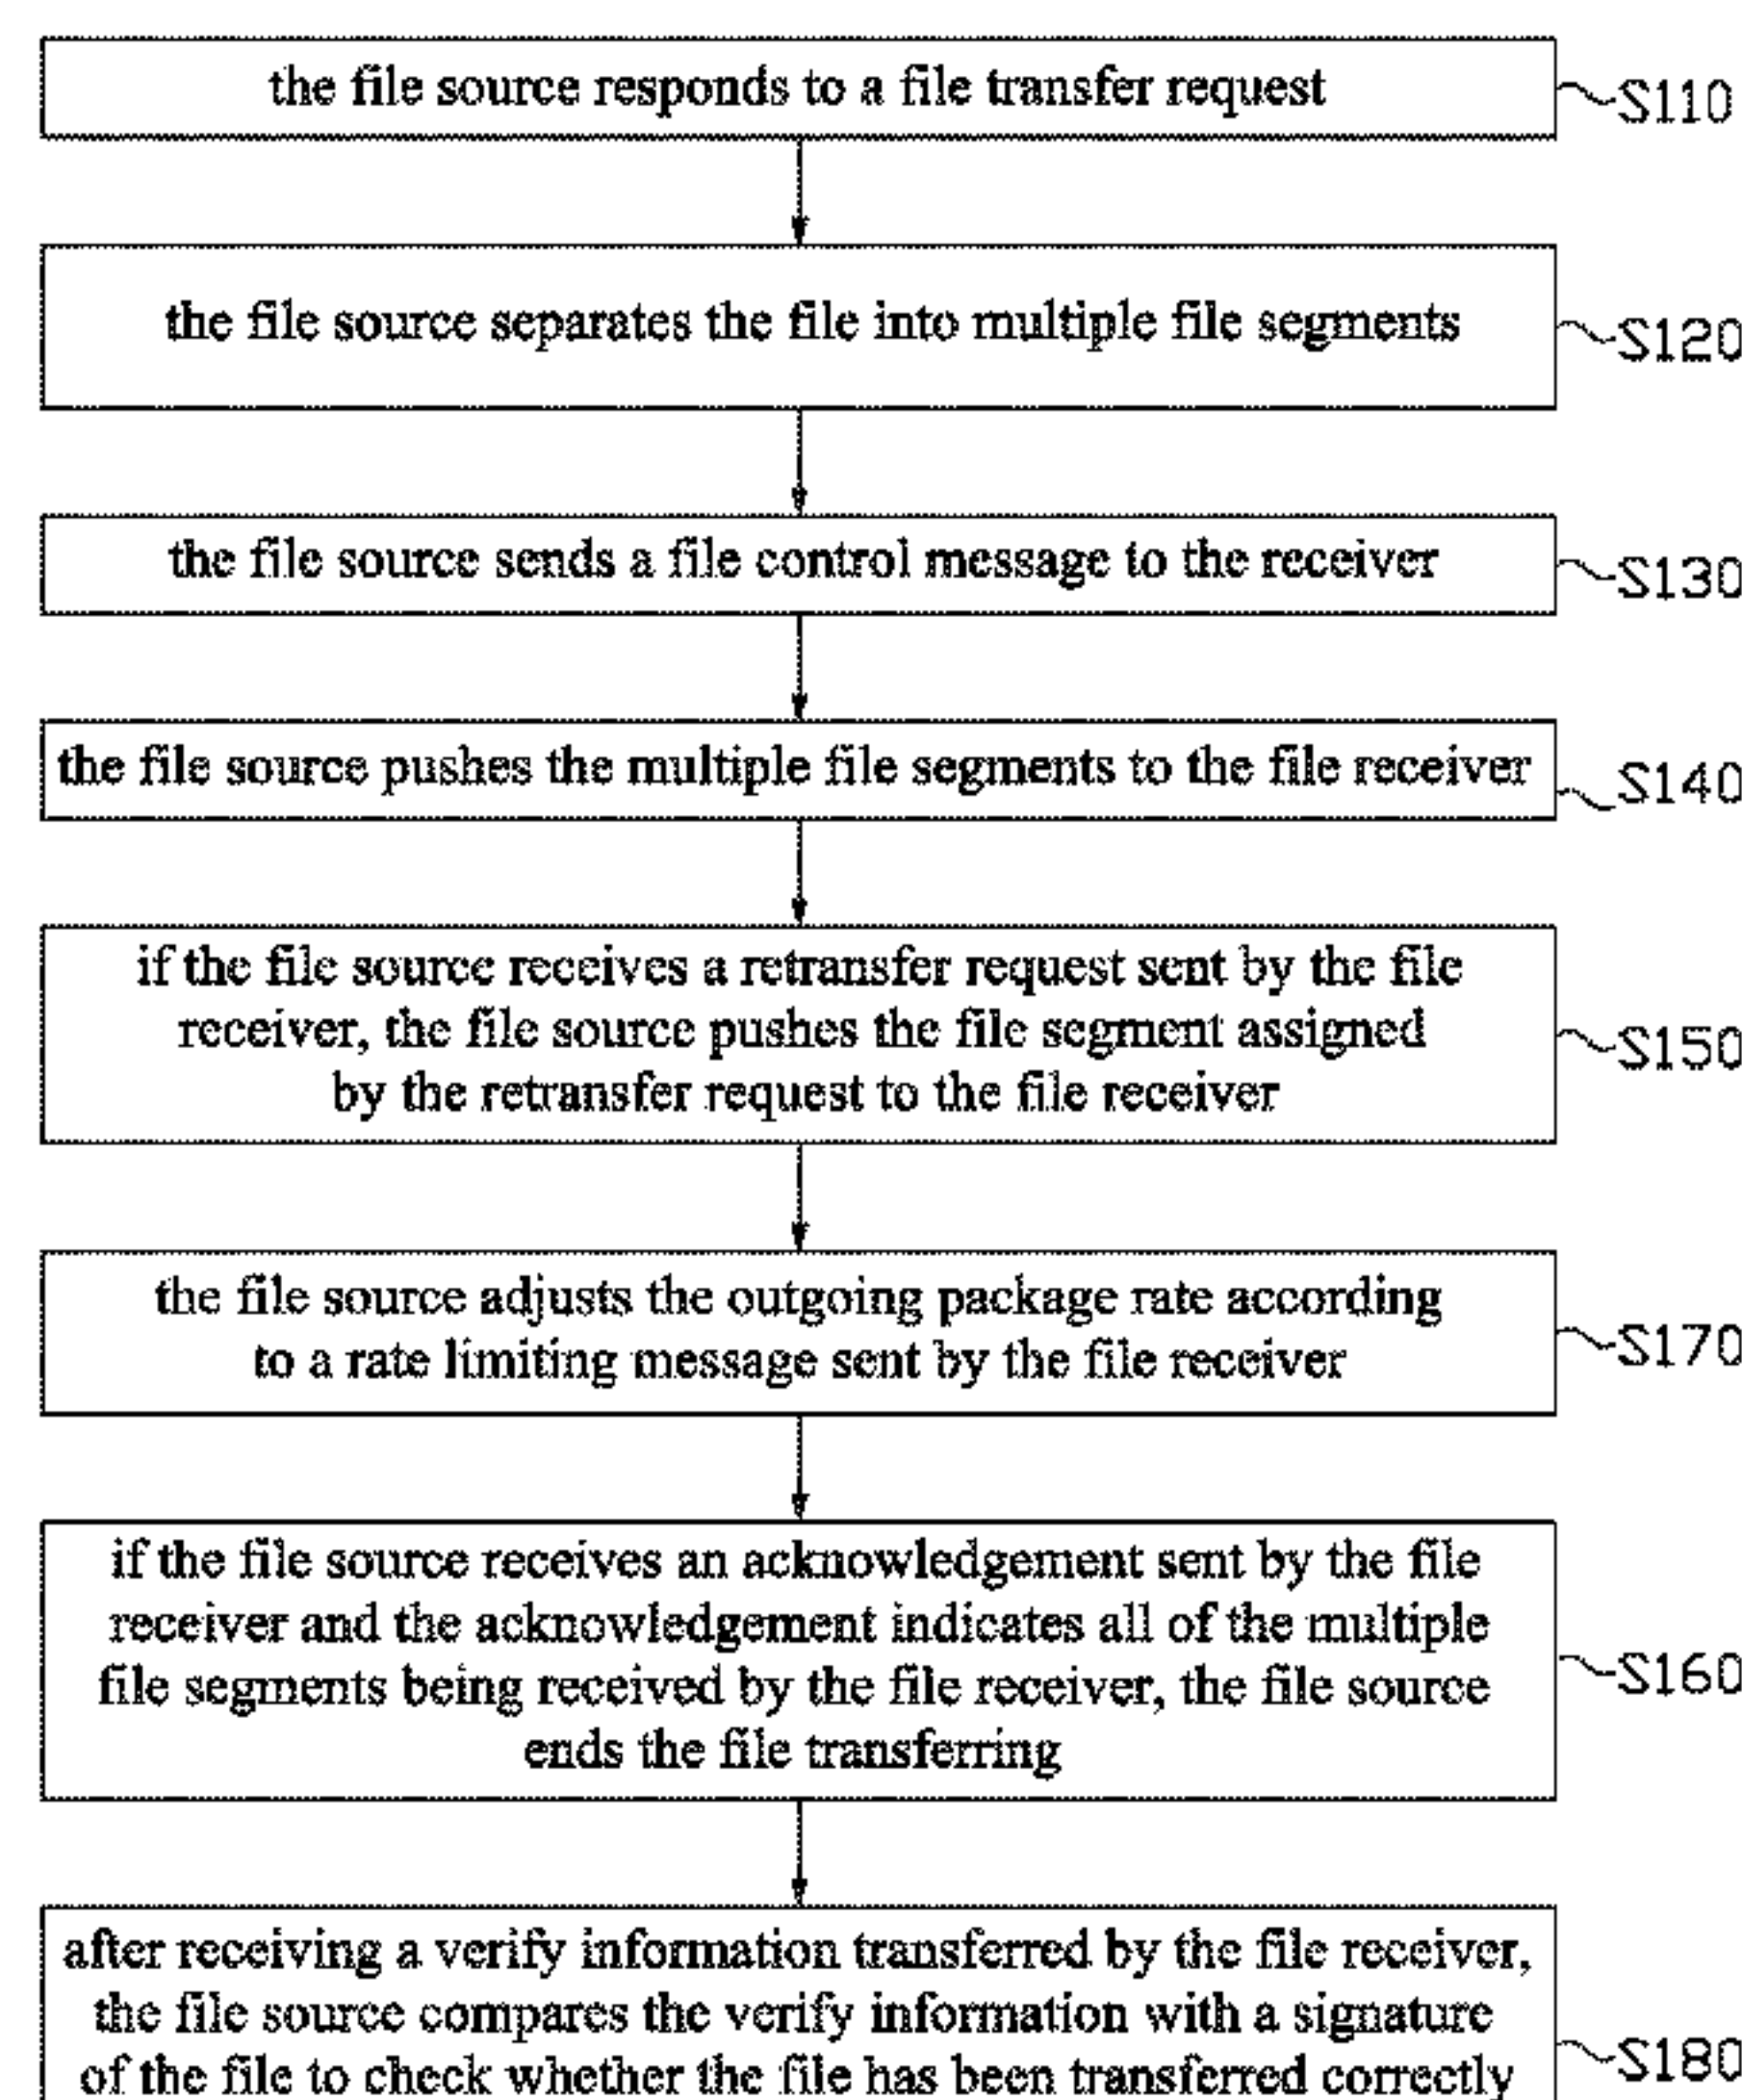 the file source responds to a file transfer request
S110
the file source separates the file into multiple file segments
S120
the file source sends a file control message to the receiver
S130
the file source pushes the multiple file segments to the file receiver
S140
if the file source receives a retransfer request sent by the file
receiver, the file source pushes the file segment assigned
by the retransfer request to the file receiver
S150
the file source adjusts the outgoing package rate according
to a rate limiting message sent by the file receiver
S170
if the file source receives an acknowledgement sent by the file
receiver and the acknowledgement indicates all of the multiple
file segments being received by the file receiver, the file source
ends the file transferring
S160
after receiving a verify information transferred by the file receiver,
the file source compares the verify information with a signature
of the file to check whether the file has been transferred correctly
S180